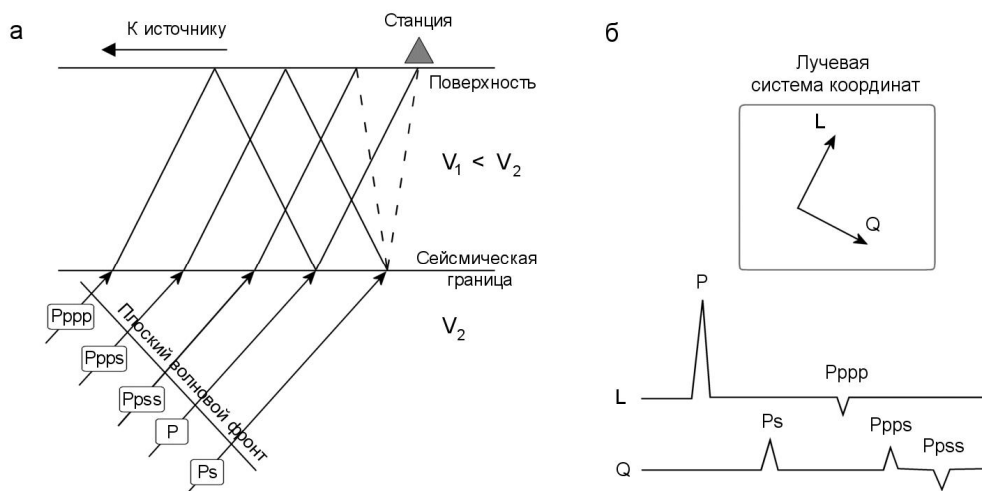 а
К источнику
Станция
Поверхность
V1 < V2
Сейсмическая
граница
V2
Плоский волновой фронт
Pppp
Ppps
Ppss
P
Ps
б
Лучевая
система координат
L
Q
P
Pppp
L
Ps
Ppps
Ppss
Q